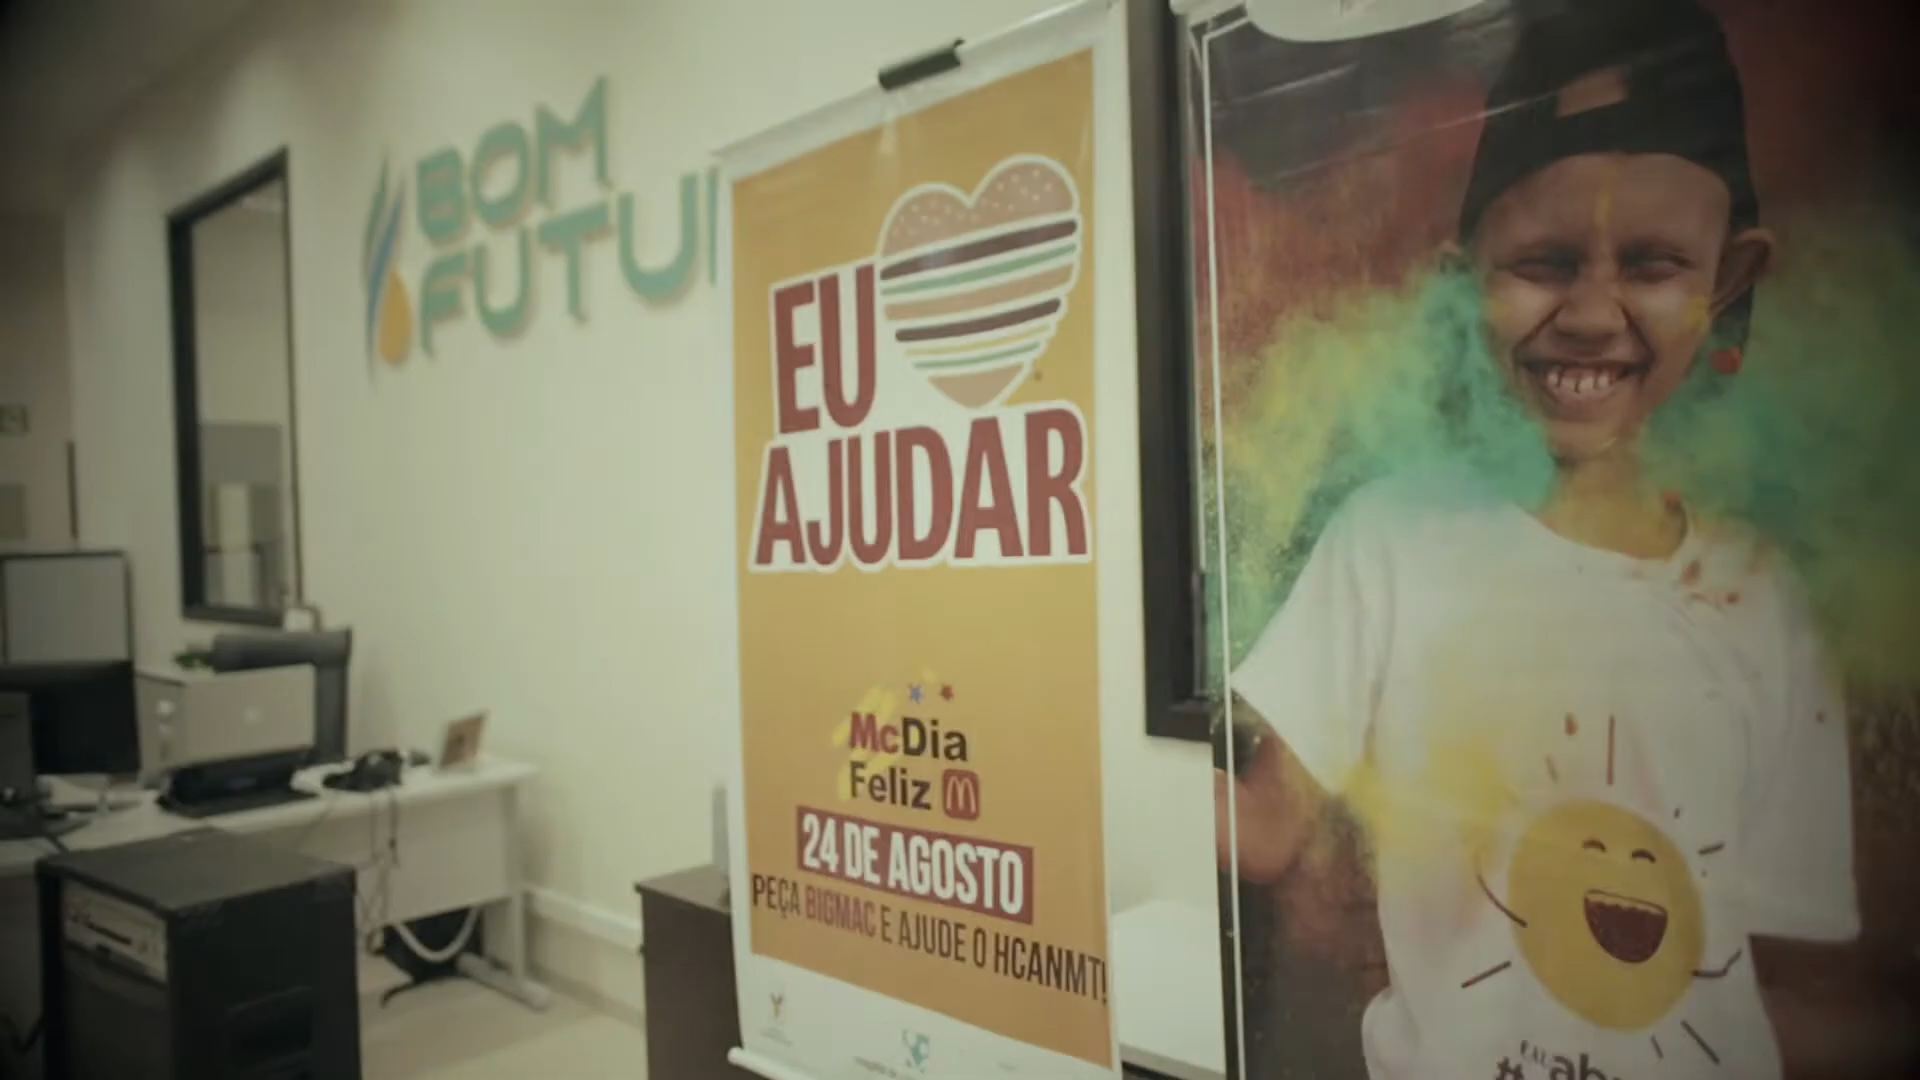 BOM
FUTU
EU
AJUDAR
McDia
Feliz
24 DE AGOSTO
PEÇA BIGMAC E AJUDE O HCANMT!